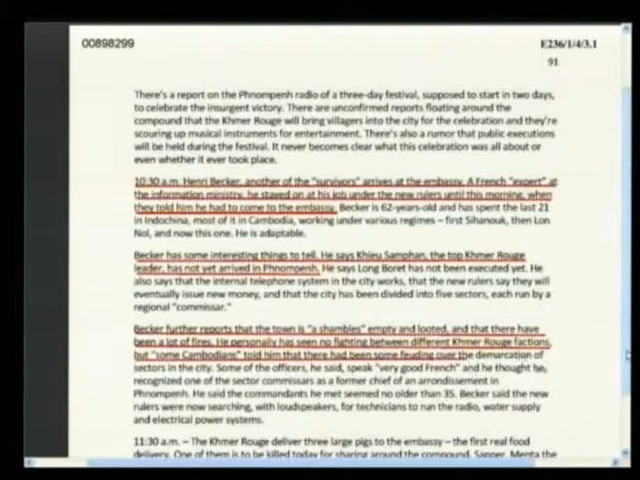 00898299
E236/1/4/3.1
91
There's a report on the Phnompenh radio of a three-day festival, supposed to start in two days,
to celebrate the insurgent victory. There are unconfirmed reports floating around the
compound that the Khmer Rouge will bring villagers into the city for the celebration and they're
scouring up musical instruments for entertainment. There's also a rumor that public executions
will be held during the festival. It never becomes clear what this celebration was all about or
even whether it ever took place.
10:30 a.m. Henri Becker, another of the "survivors" arrives at the embassy. A French "expert" at
the information ministry, he stayed on at his job under the new rulers until this morning, when
they told him he had to come to the embassy. Becker is 62-years-old and has spent the last 21
in Indochina, most of it in Cambodia, working under various regimes – first Sihanouk, then Lon
Nol, and now this one. He is adaptable.
Becker has some interesting things to tell. He says Khieu Samphan, the top Khmer Rouge
leader, has not yet arrived in Phnompenh. He says Long Boret has not been executed yet. He
also says that the internal telephone system in the city works, that the new rulers say they will
eventually issue new money, and that the city has been divided into five sectors, each run by a
regional "commissar."
Becker further reports that the town is "a shambles" empty and looted, and that there have
been a lot of fires. He personally has seen no fighting between different Khmer Rouge factions,
but "some Cambodians" told him that there had been some feuding over the demarcation of
sectors in the city. Some of the officers, he said, speak "very good French" and he thought he,
recognized one of the sector commissars as a former chief of an arrondissement in
Phnompenh. He said the commandants he met seemed no older than 35. Becker said the new
rulers were now searching, with loudspeakers, for technicians to run the radio, water supply
and electrical power systems.
11:30 a.m. – The Khmer Rouge deliver three large pigs to the embassy – the first real food
delivery. One of them is to be killed today for sharing around the compound. Sapper, Menta the